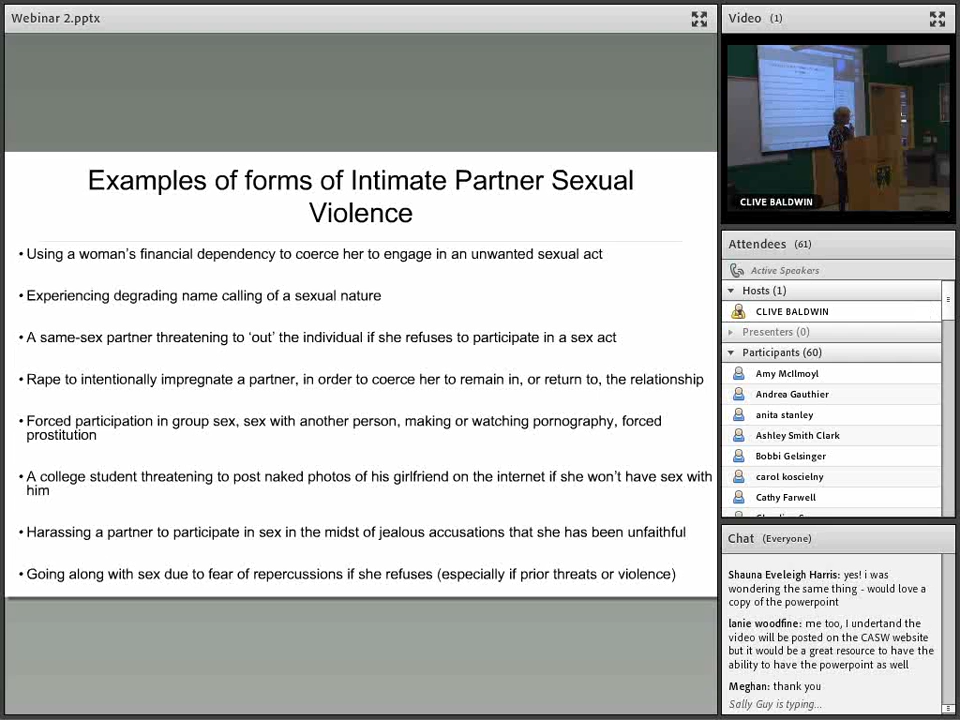 Webinar 2.pptx
Examples of forms of Intimate Partner Sexual
Violence
• Using a woman's financial dependency to coerce her to engage in an unwanted sexual act
• Experiencing degrading name calling of a sexual nature
• A same-sex partner threatening to 'out' the individual if she refuses to participate in a sex act
• Rape to intentionally impregnate a partner, in order to coerce her to remain in, or return to, the relationship
• Forced participation in group sex, sex with another person, making or watching pornography, forced
prostitution
• A college student threatening to post naked photos of his girlfriend on the internet if she won't have sex with
him
• Harassing a partner to participate in sex in the midst of jealous accusations that she has been unfaithful
• Going along with sex due to fear of repercussions if she refuses (especially if prior threats or violence)
Video (1)
CLIVE BALDWIN
Attendees (61)
Active Speakers
Hosts (1)
CLIVE BALDWIN
Presenters (0)
Participants (60)
Amy McIlmoyl
Andrea Gauthier
anita stanley
Ashley Smith Clark
Bobbi Gelsinger
carol koscielny
Cathy Farwell
Chat (Everyone)
Shauna Eveleigh Harris: yes! i was
wondering the same thing - would love a
copy of the powerpoint
lanie woodfine: me too, I undertand the
video will be posted on the CASW website
but it would be a great resource to have the
ability to have the powerpoint as well
Meghan: thank you
Sally Guy is typing...